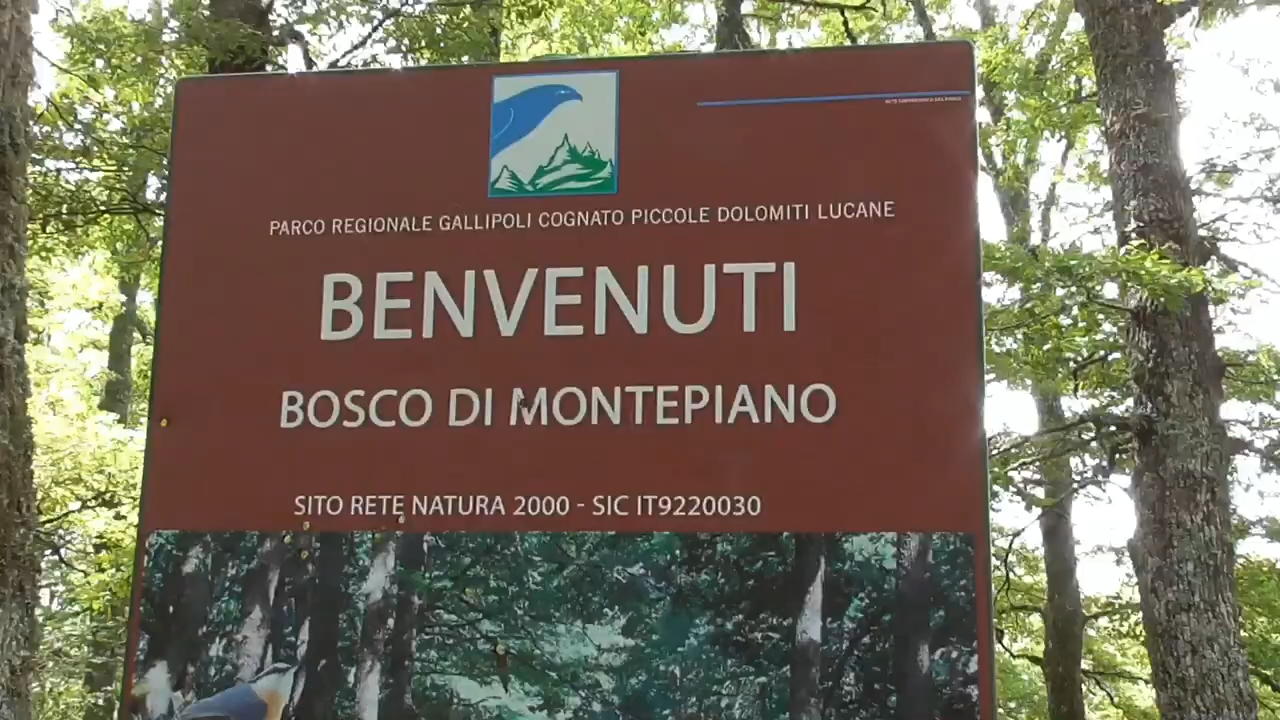 PARCO REGIONALE GALLIPOLI COGNATO PICCOLE DOLOMITI LUCANE
BENVENUTI
BOSCO DI MONTEPIANO
SITO RETE NATURA 2000 - SIC IT9220030